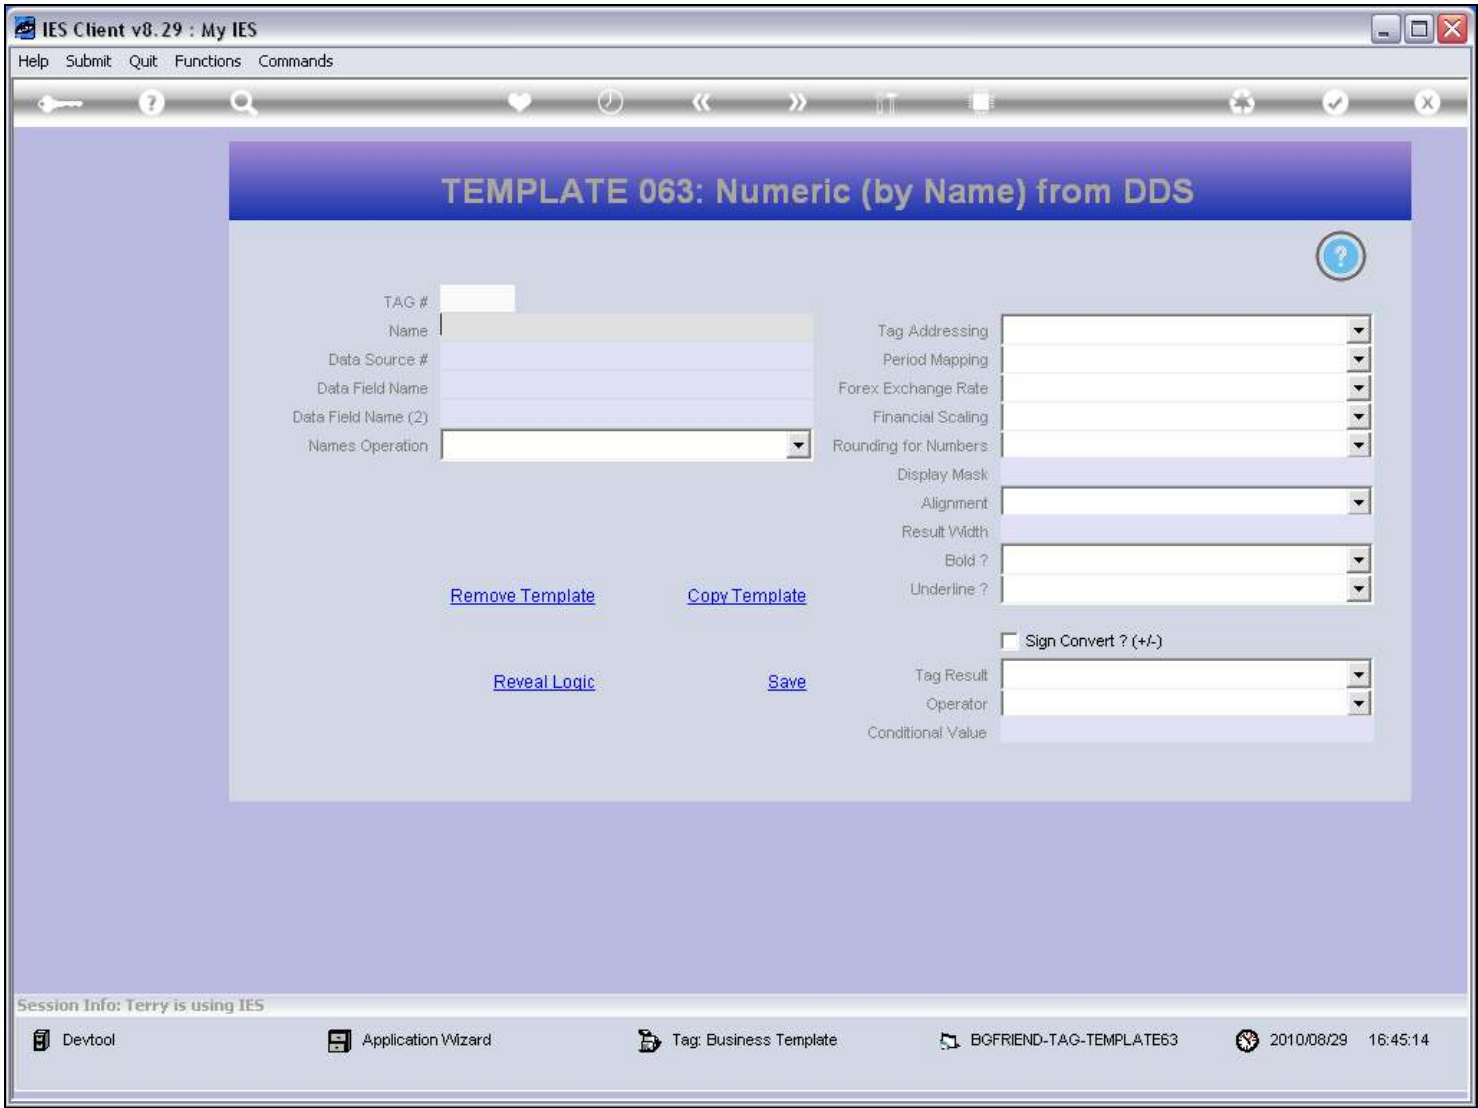 IES Client v8.29 : My IES
Help Submit Quit Functions Commands
TEMPLATE 063: Numeric (by Name) from DDS
TAG #
Name
Data Source #
Data Field Name
Data Field Name (2)
Names Operation
Tag Addressing
Period Mapping
Forex Exchange Rate
Financial Scaling
Rounding for Numbers
Display Mask
Alignment
Result Width
Bold ?
Underline ?
Remove Template Copy Template
Sign Convert ? (+/-)
Reveal Logic Save
Tag Result
Operator
Conditional Value
Session Info: Terry is using IES
Devtool Application Wizard Tag: Business Template BGFRIEND-TAG-TEMPLATE63 2010/08/29 16:45:14